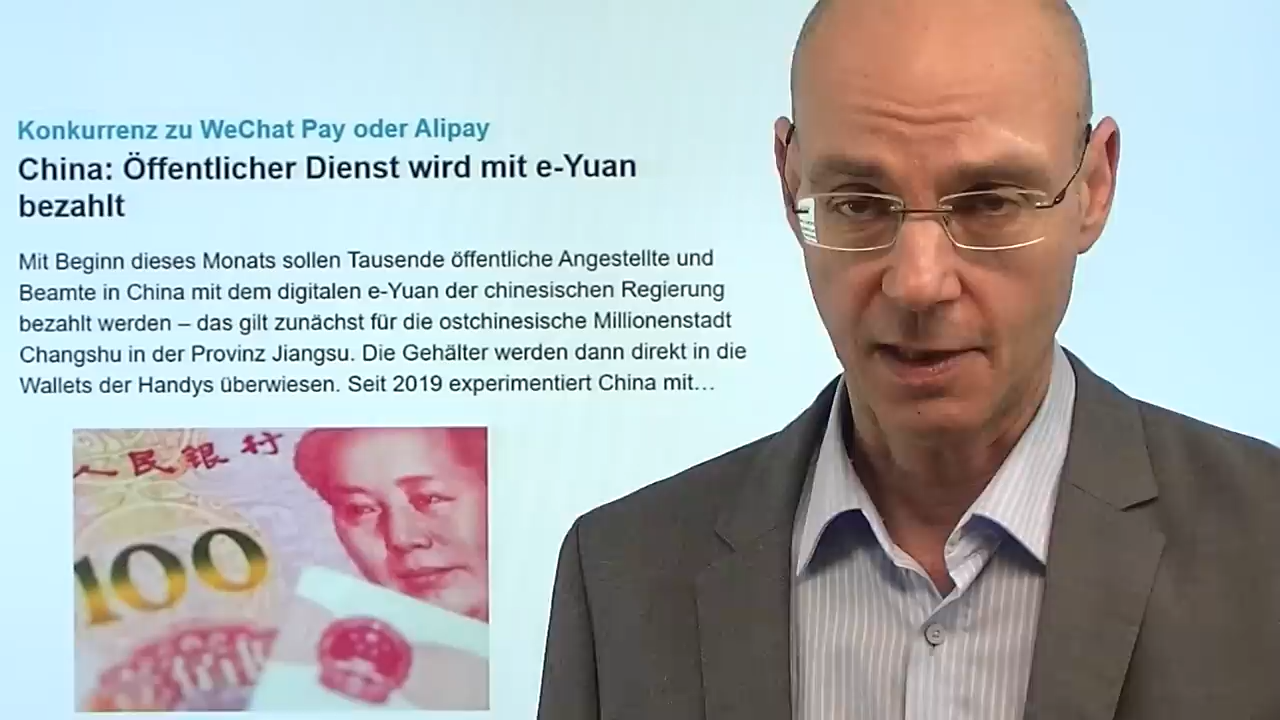 Konkurrenz zu WeChat Pay oder Alipay
China: Öffentlicher Dienst wird mit e-Yuan
bezahlt
Mit Beginn dieses Monats sollen Tausende öffentliche Angestellte und
Beamte in China mit dem digitalen e-Yuan der chinesischen Regierung
bezahlt werden – das gilt zunächst für die ostchinesische Millionenstadt
Changshu in der Provinz Jiangsu. Die Gehälter werden dann direkt in die
Wallets der Handys überwiesen. Seit 2019 experimentiert China mit…
人民银行
100